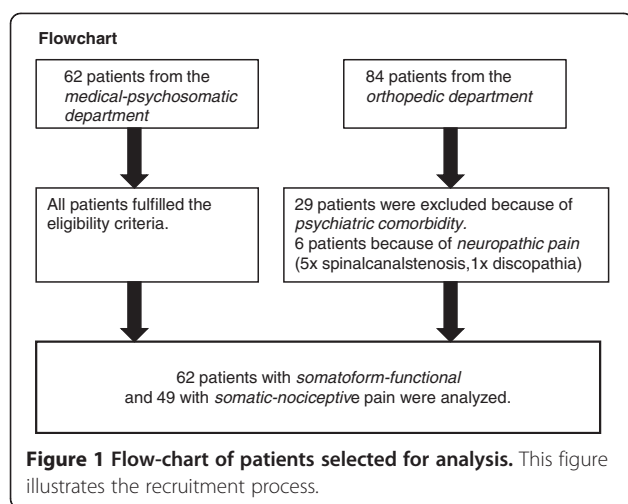 Flowchart
62 patients from the
medical-psychosomatic
department
84 patients from the
orthopedic department
All patients fulfilled the
eligibility criteria.
29 patients were excluded because of
psychiatric comorbidity.
6 patients because of neuropathic pain
(5x spinalcanalstenosis,1x discopathia)
62 patients with somatoform-functional
and 49 with somatic-nociceptive pain were analyzed.
Figure 1 Flow-chart of patients selected for analysis. This figure
illustrates the recruitment process.